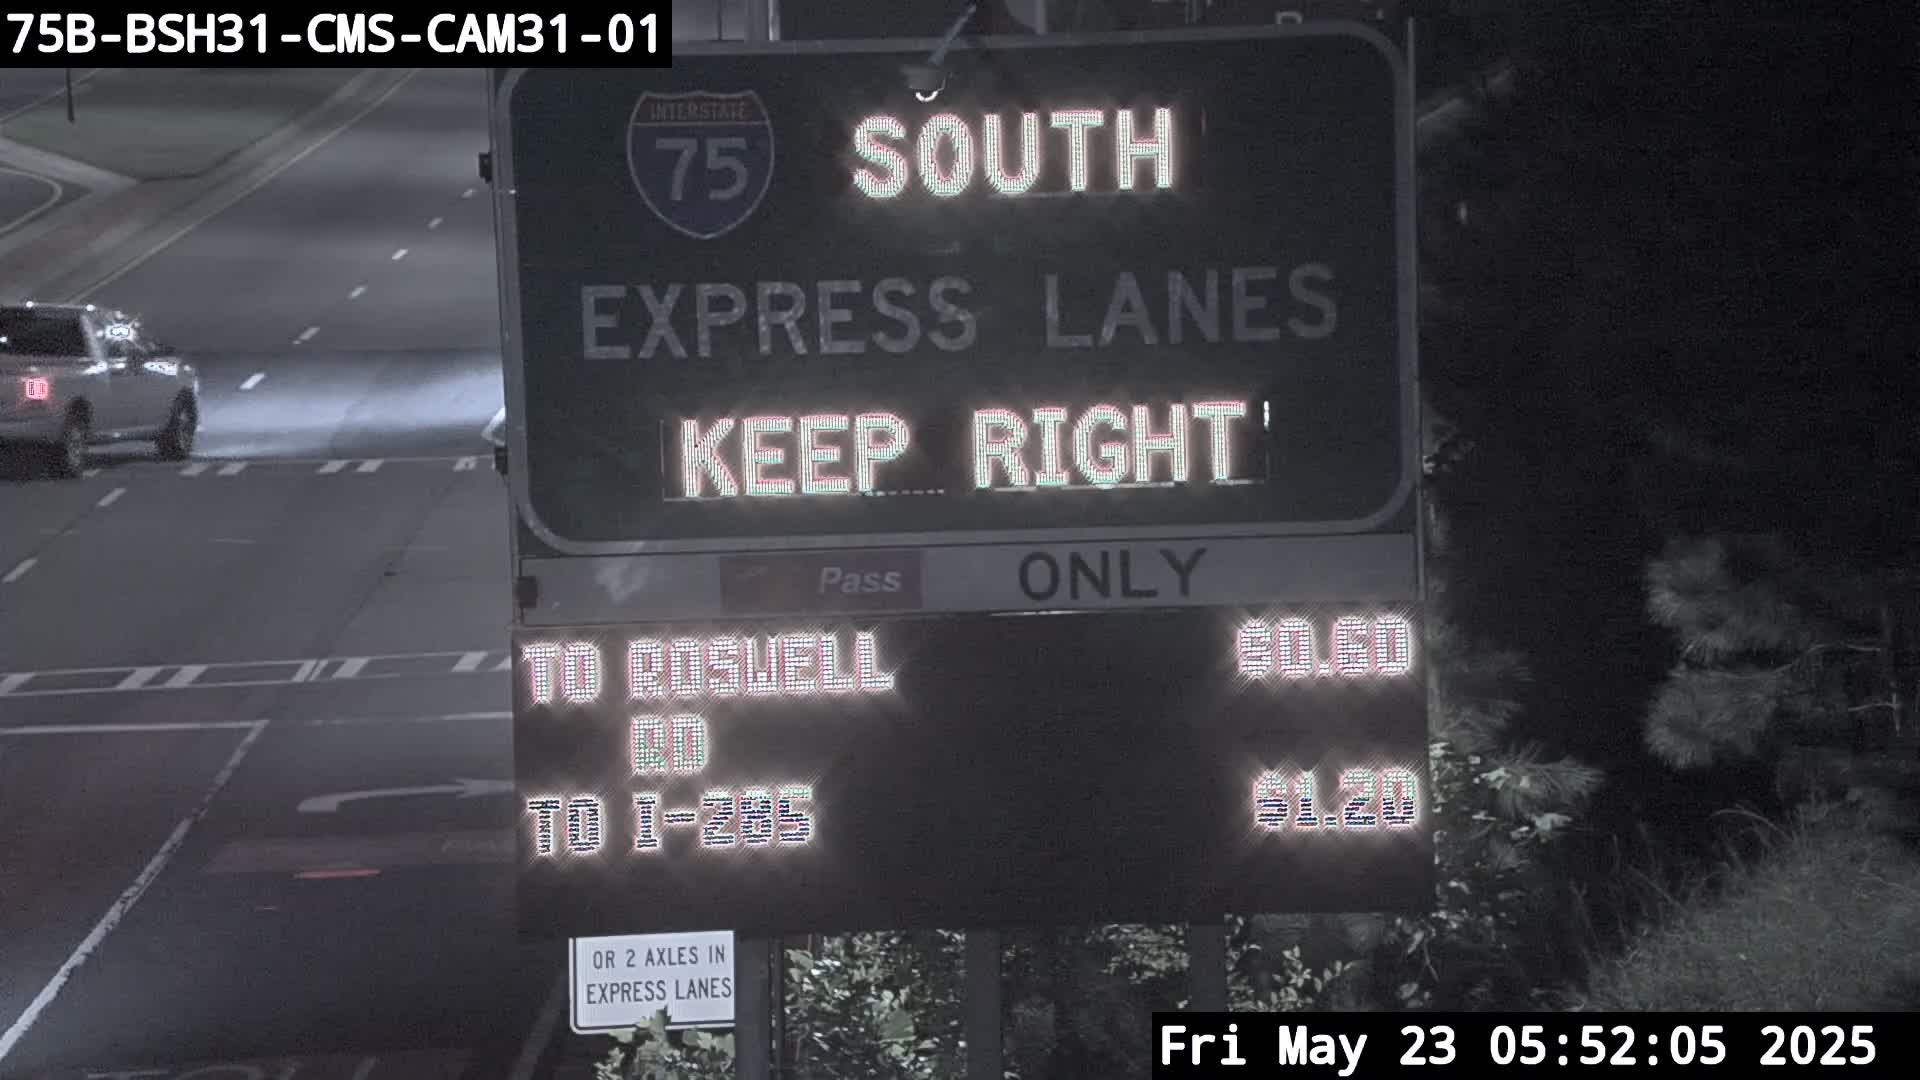 75B-BSH31-CMS-CAM31-01
INTERSTATE
75
SOUTH
EXPRESS LANES
KEEP RIGHT
Pass ONLY
TO ROSWELL $0.60
RD
TO I-285 $1.20
OR 2 AXLES IN
EXPRESS LANES
Fri May 23 05:52:05 2025